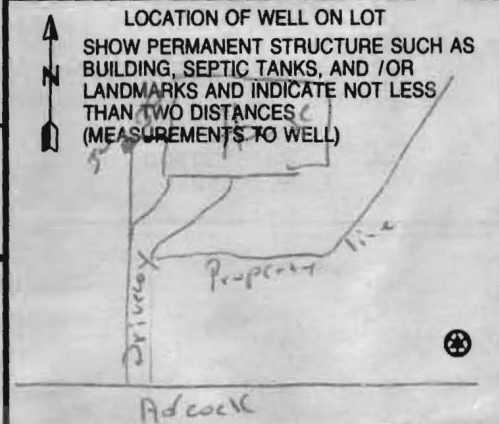 LOCATION OF WELL ON LOT
SHOW PERMANENT STRUCTURE SUCH AS
BUILDING, SEPTIC TANKS, AND /OR
LANDMARKS AND INDICATE NOT LESS
THAN TWO DISTANCES
(MEASUREMENTS TO WELL)
N
Property line
Driveway
Adcock